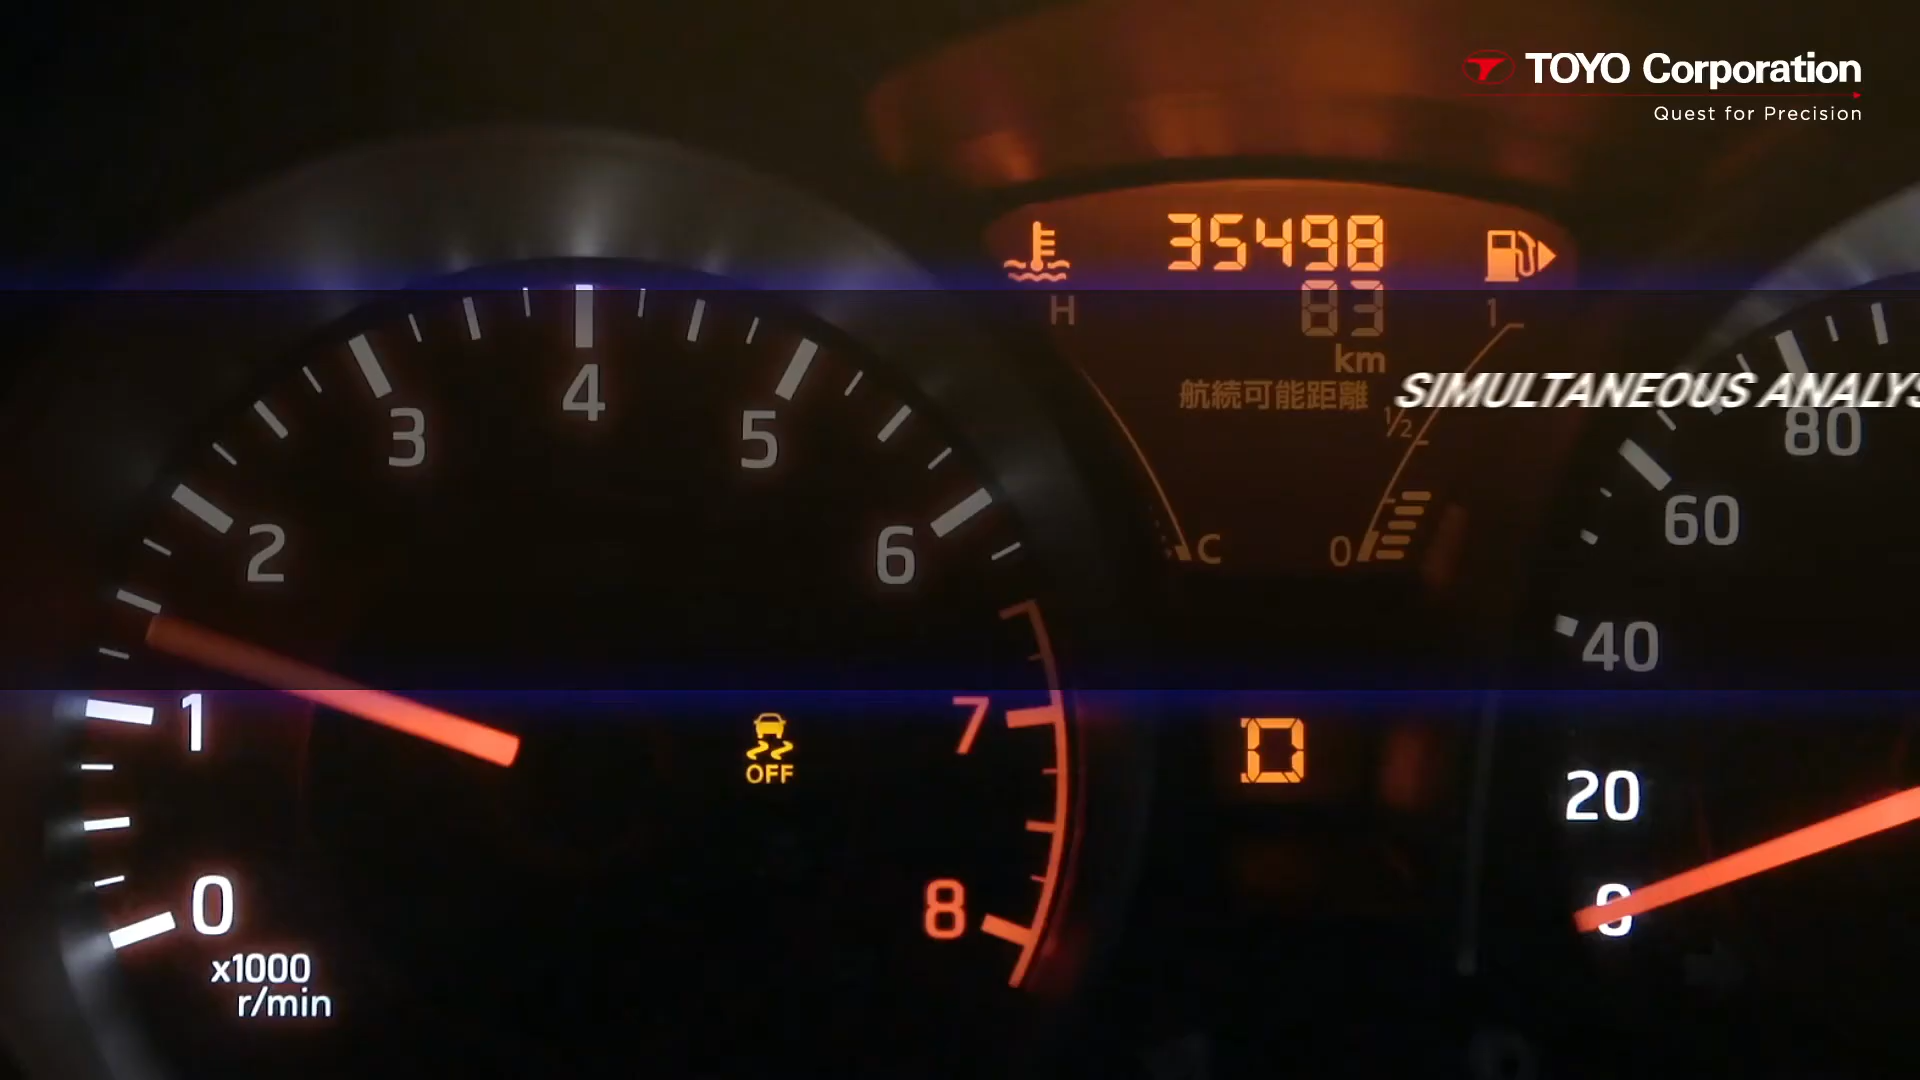 TOYO Corporation
Quest for Precision
35498
H
83
1
km
航続可能距離
1/2
SIMULTANEOUS ANALYS
C
0
4
3
5
2
6
1
7
0
8
x1000
r/min
OFF
D
80
60
40
20
0